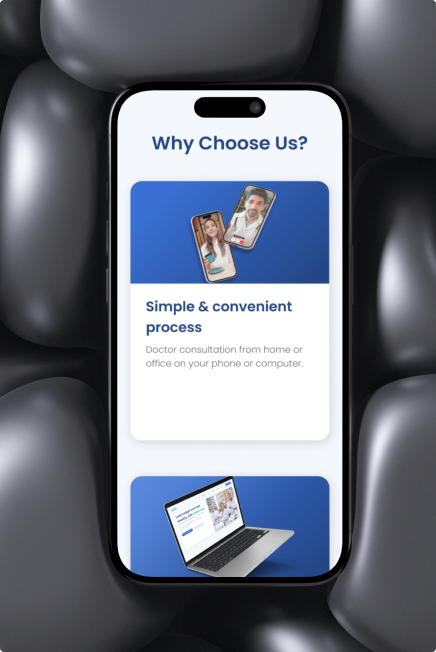 Why Choose Us?
Simple & convenient
process
Doctor consultation from home or
office on your phone or computer.